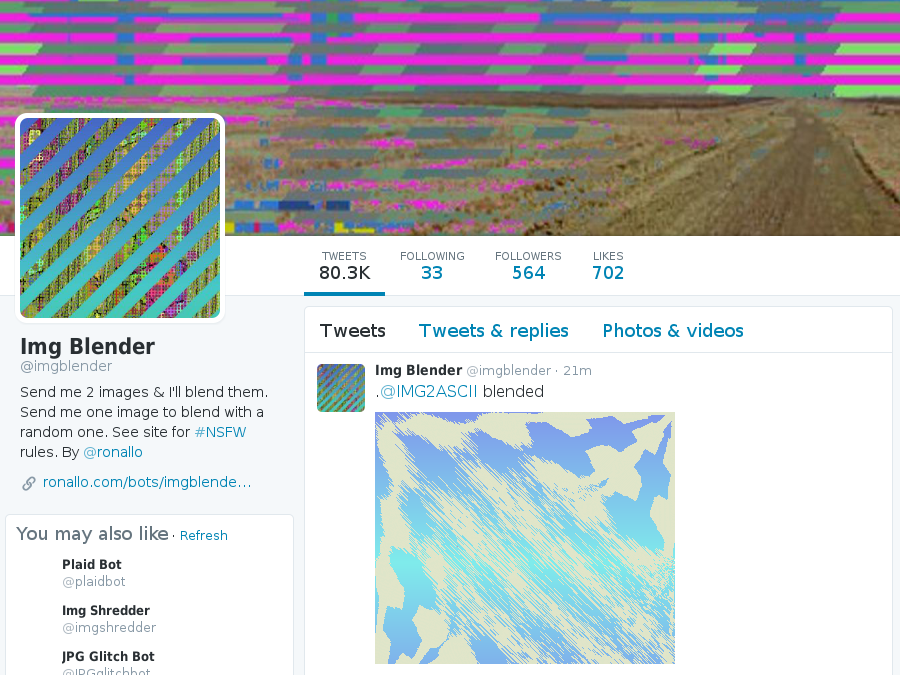 TWEETS FOLLOWING FOLLOWERS LIKES
80.3K 33 564 702
Img Blender
@imgblender
Send me 2 images & I'll blend them.
Send me one image to blend with a
random one. See site for #NSFW
rules. By @ronallo
ronallo.com/bots/imgblende…
You may also like · Refresh
Plaid Bot
@plaidbot
Img Shredder
@imgshredder
JPG Glitch Bot
@JPGglitchbot
Tweets Tweets & replies Photos & videos
Img Blender @imgblender · 21m
.@IMG2ASCII blended